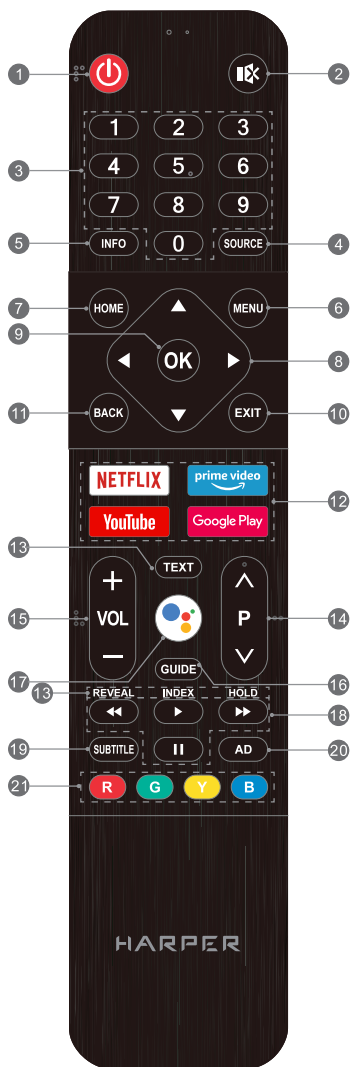 1
2
1 2 3
3
4 5 6
7 8 9
5
INFO 0 SOURCE
4
7
HOME MENU
6
9
OK
8
11
BACK EXIT
10
NETFLIX prime video
12
YouTube Google Play
13
TEXT
15
VOL P
14
17
GUIDE
16
13
REVEAL INDEX HOLD
18
19
SUBTITLE AD
20
21
R G Y B
HARPER